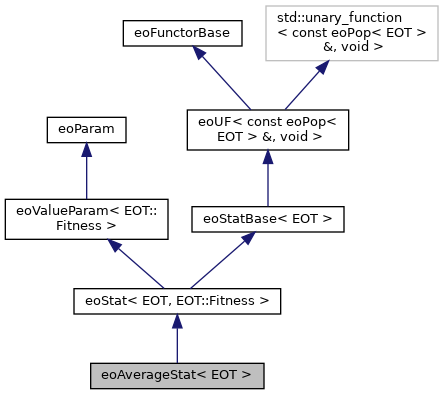 std::unary_function
< const eoPop< EOT >
&, void >
eoFunctorBase
eoUF< const eoPop<
EOT > &, void >
eoParam
eoValueParam< EOT::
Fitness >
eoStatBase< EOT >
eoStat< EOT, EOT::Fitness >
eoAverageStat< EOT >